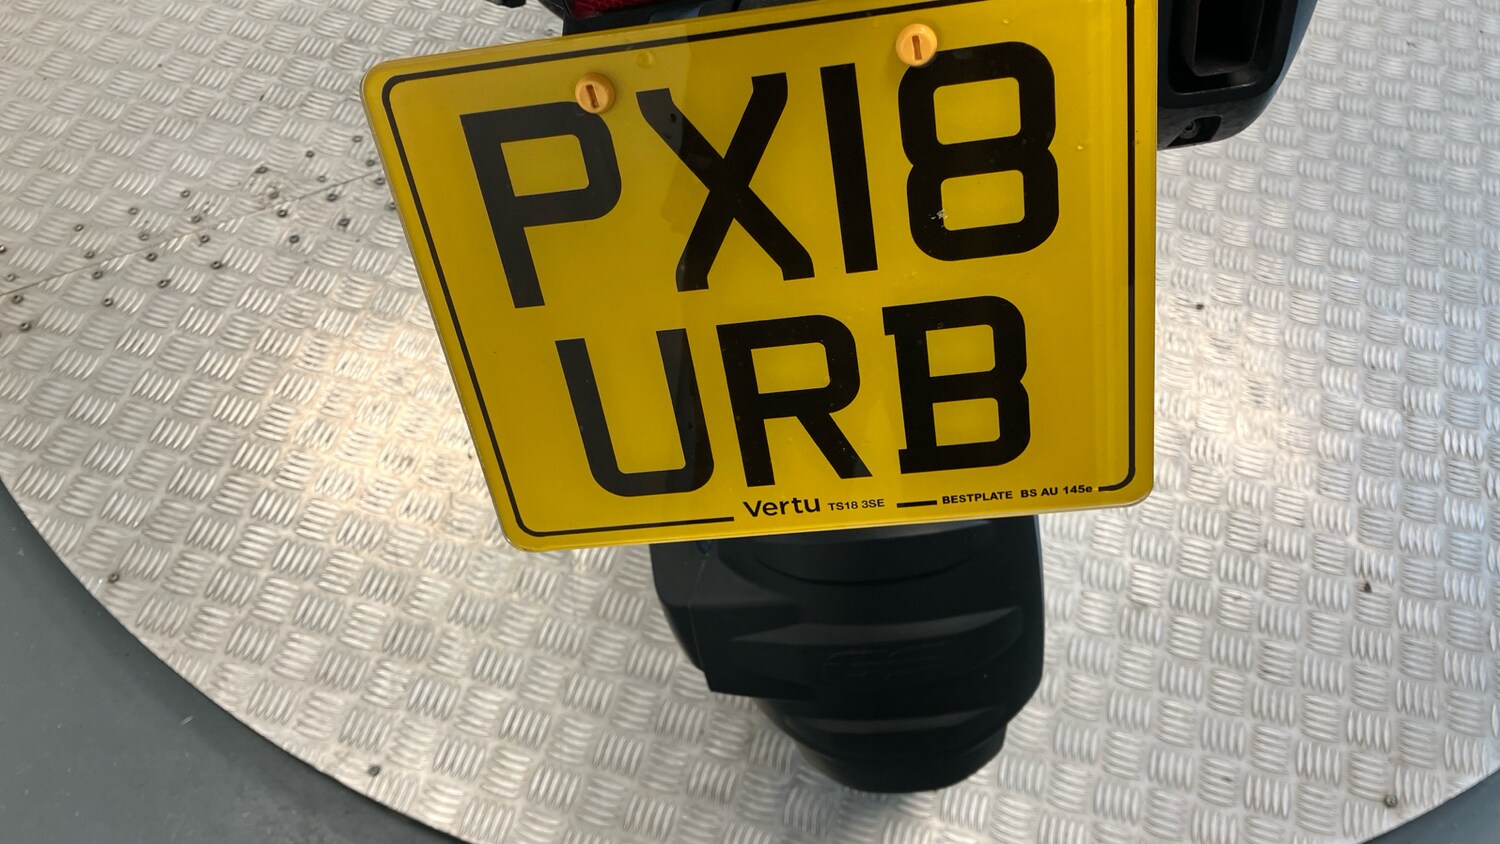 PX18
URB
Vertu TS18 3SE BESTPLATE BS AU 145e